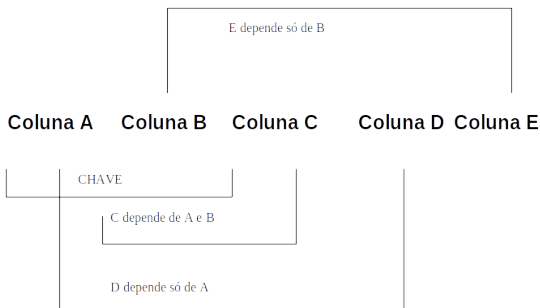 E depende só de B
Coluna A Coluna B Coluna C Coluna D Coluna E
CHAVE
C depende de A e B
D depende só de A